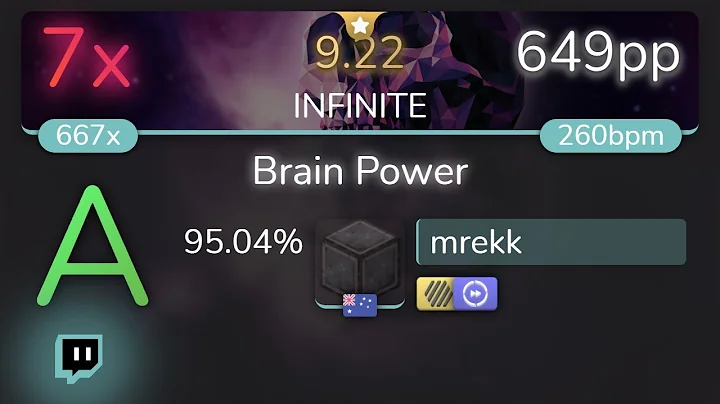 7x
9.22
649pp
INFINITE
667x
260bpm
Brain Power
A
95.04%
mrekk